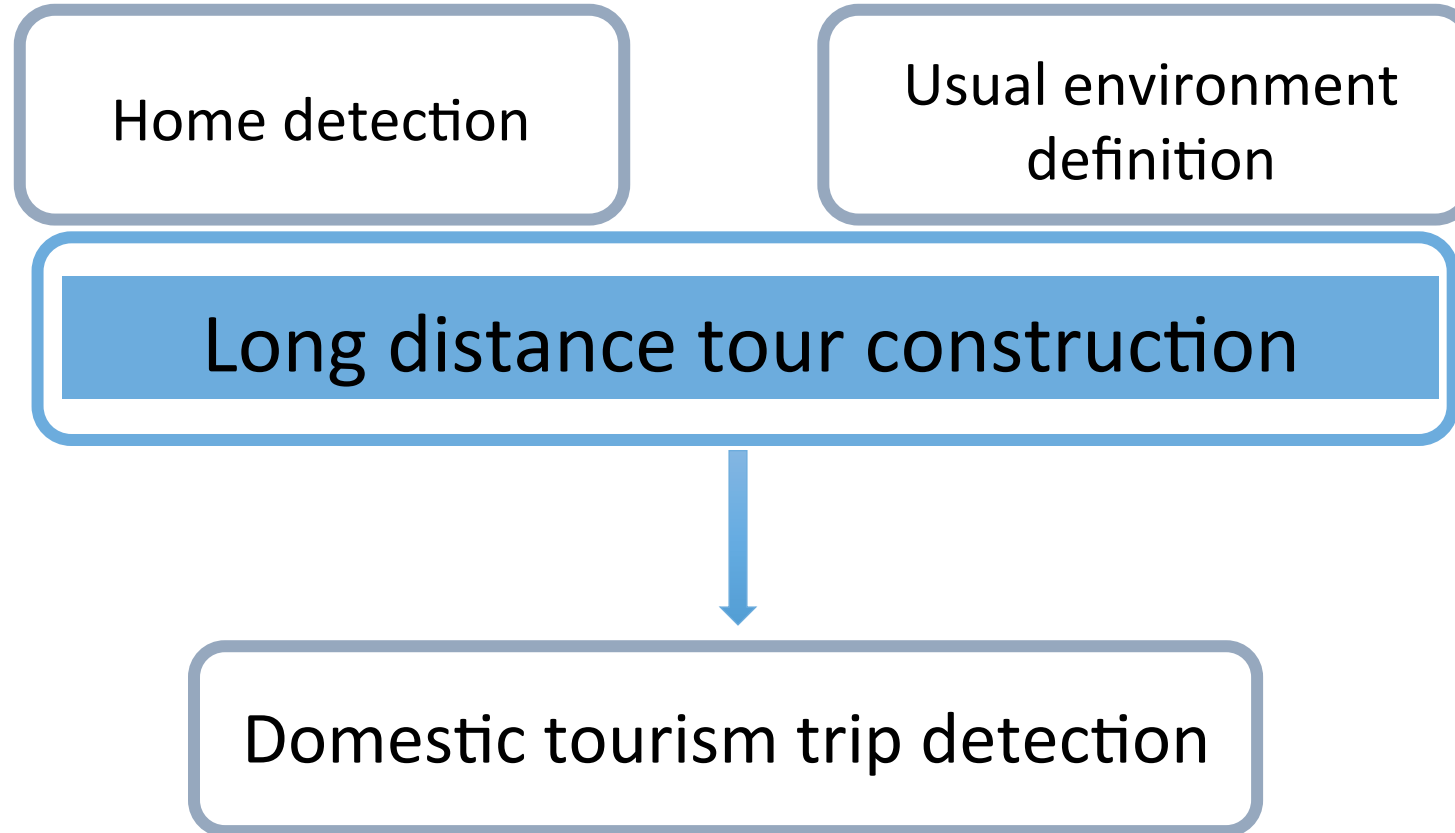 Home detection
Usual environment
definition
Long distance tour construction
Domestic tourism trip detection